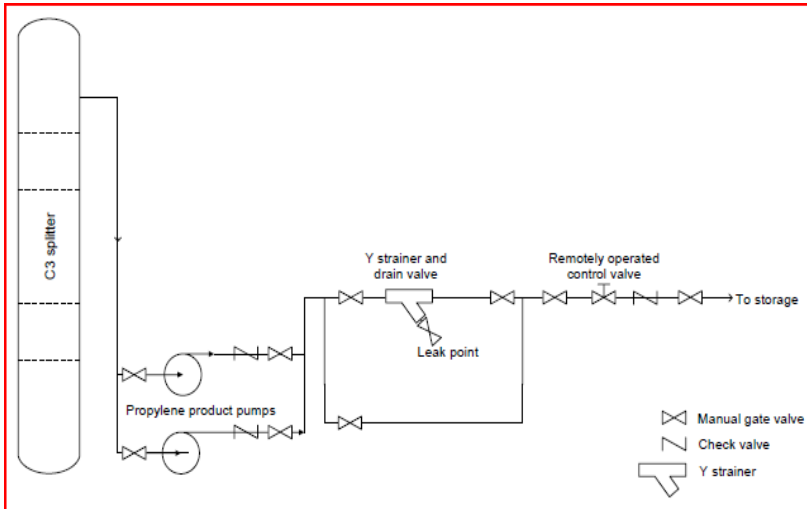 C3 splitter
Y strainer and
drain valve
Remotely operated
control valve
To storage
Leak point
Propylene product pumps
Manual gate valve
Check valve
Y strainer